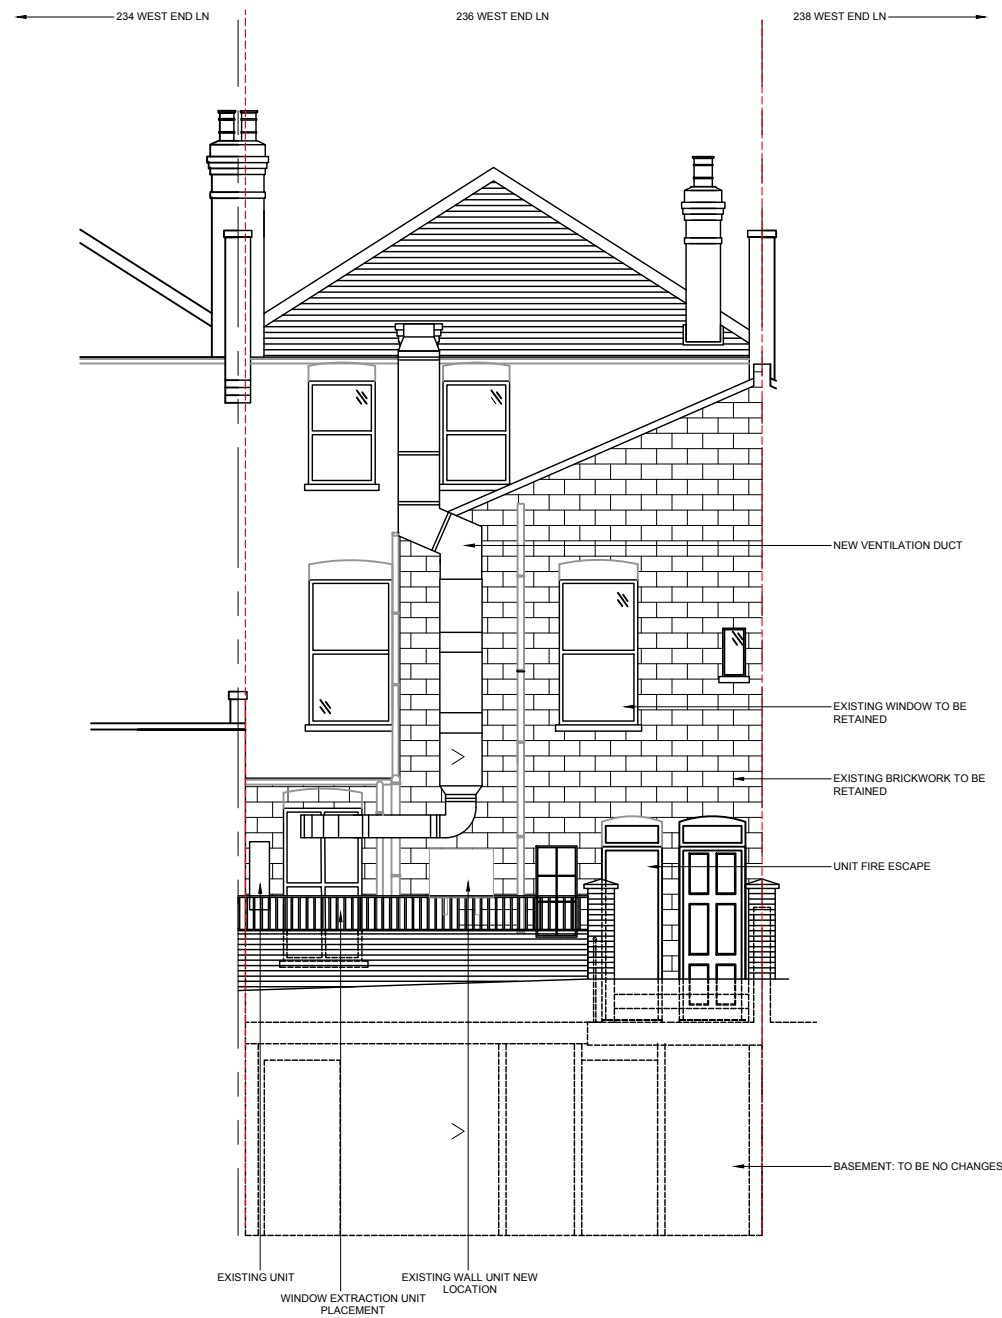 234 WEST END LN
236 WEST END LN
238 WEST END LN
NEW VENTILATION DUCT
EXISTING WINDOW TO BE
RETAINED
EXISTING BRICKWORK TO BE
RETAINED
UNIT FIRE ESCAPE
BASEMENT: TO BE NO CHANGES
EXISTING UNIT
WINDOW EXTRACTION UNIT
PLACEMENT
EXISTING WALL UNIT NEW
LOCATION